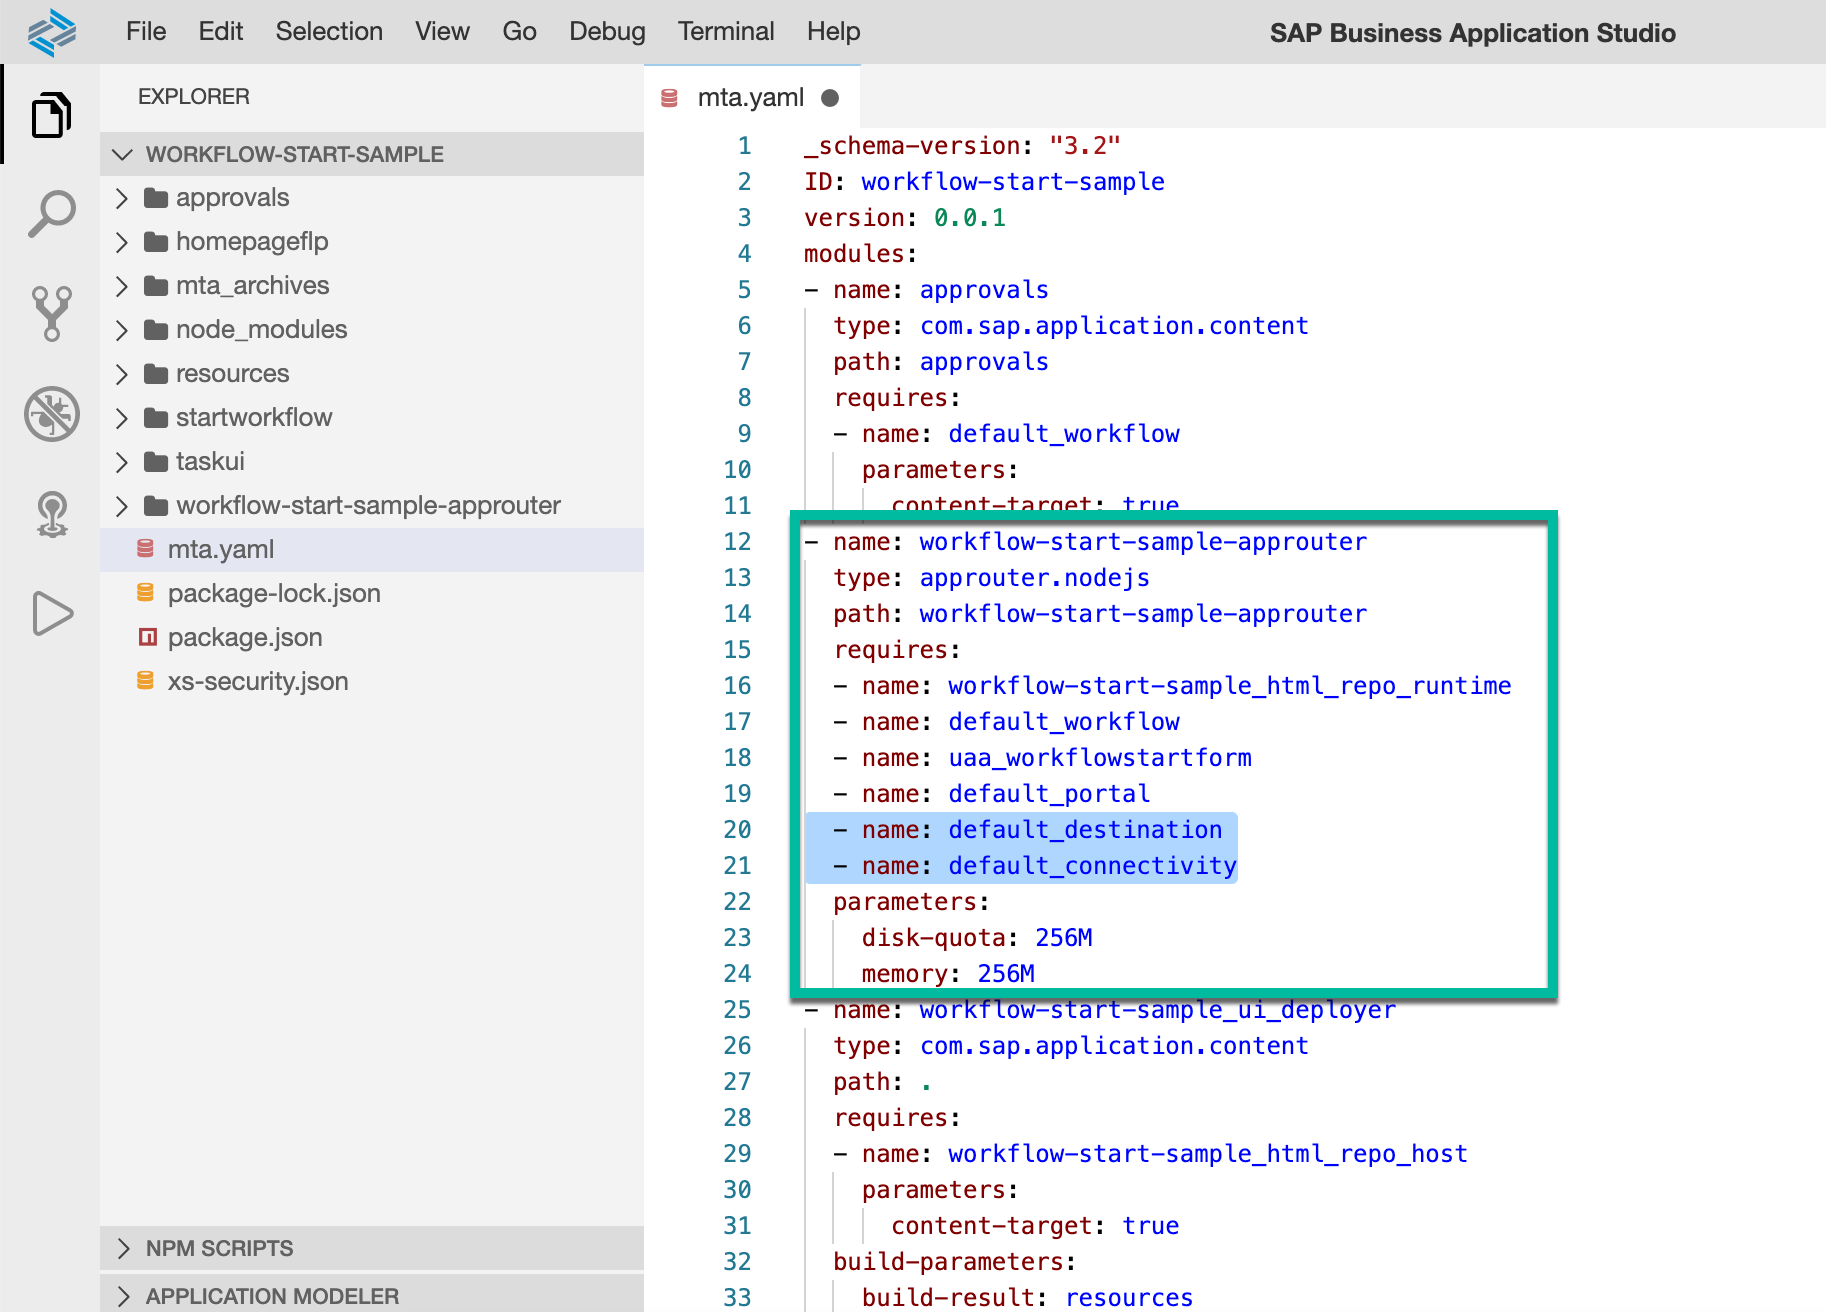 File Edit Selection View Go Debug Terminal Help SAP Business Application Studio
EXPLORER
WORKFLOW-START-SAMPLE
approvals
homepageflp
mta_archives
node_modules
resources
startworkflow
taskui
workflow-start-sample-approuter
mta.yaml
package-lock.json
package.json
xs-security.json
NPM SCRIPTS
APPLICATION MODELER
mta.yaml
1 _schema-version: "3.2"
2 ID: workflow-start-sample
3 version: 0.0.1
4 modules:
5 - name: approvals
6 type: com.sap.application.content
7 path: approvals
8 requires:
9 - name: default_workflow
10 parameters:
11 content-target: true
12 - name: workflow-start-sample-approuter
13 type: approuter.nodejs
14 path: workflow-start-sample-approuter
15 requires:
16 - name: workflow-start-sample_html_repo_runtime
17 - name: default_workflow
18 - name: uaa_workflowstartform
19 - name: default_portal
20 - name: default_destination
21 - name: default_connectivity
22 parameters:
23 disk-quota: 256M
24 memory: 256M
25 - name: workflow-start-sample_ui_deployer
26 type: com.sap.application.content
27 path: .
28 requires:
29 - name: workflow-start-sample_html_repo_host
30 parameters:
31 content-target: true
32 build-parameters:
33 build-result: resources